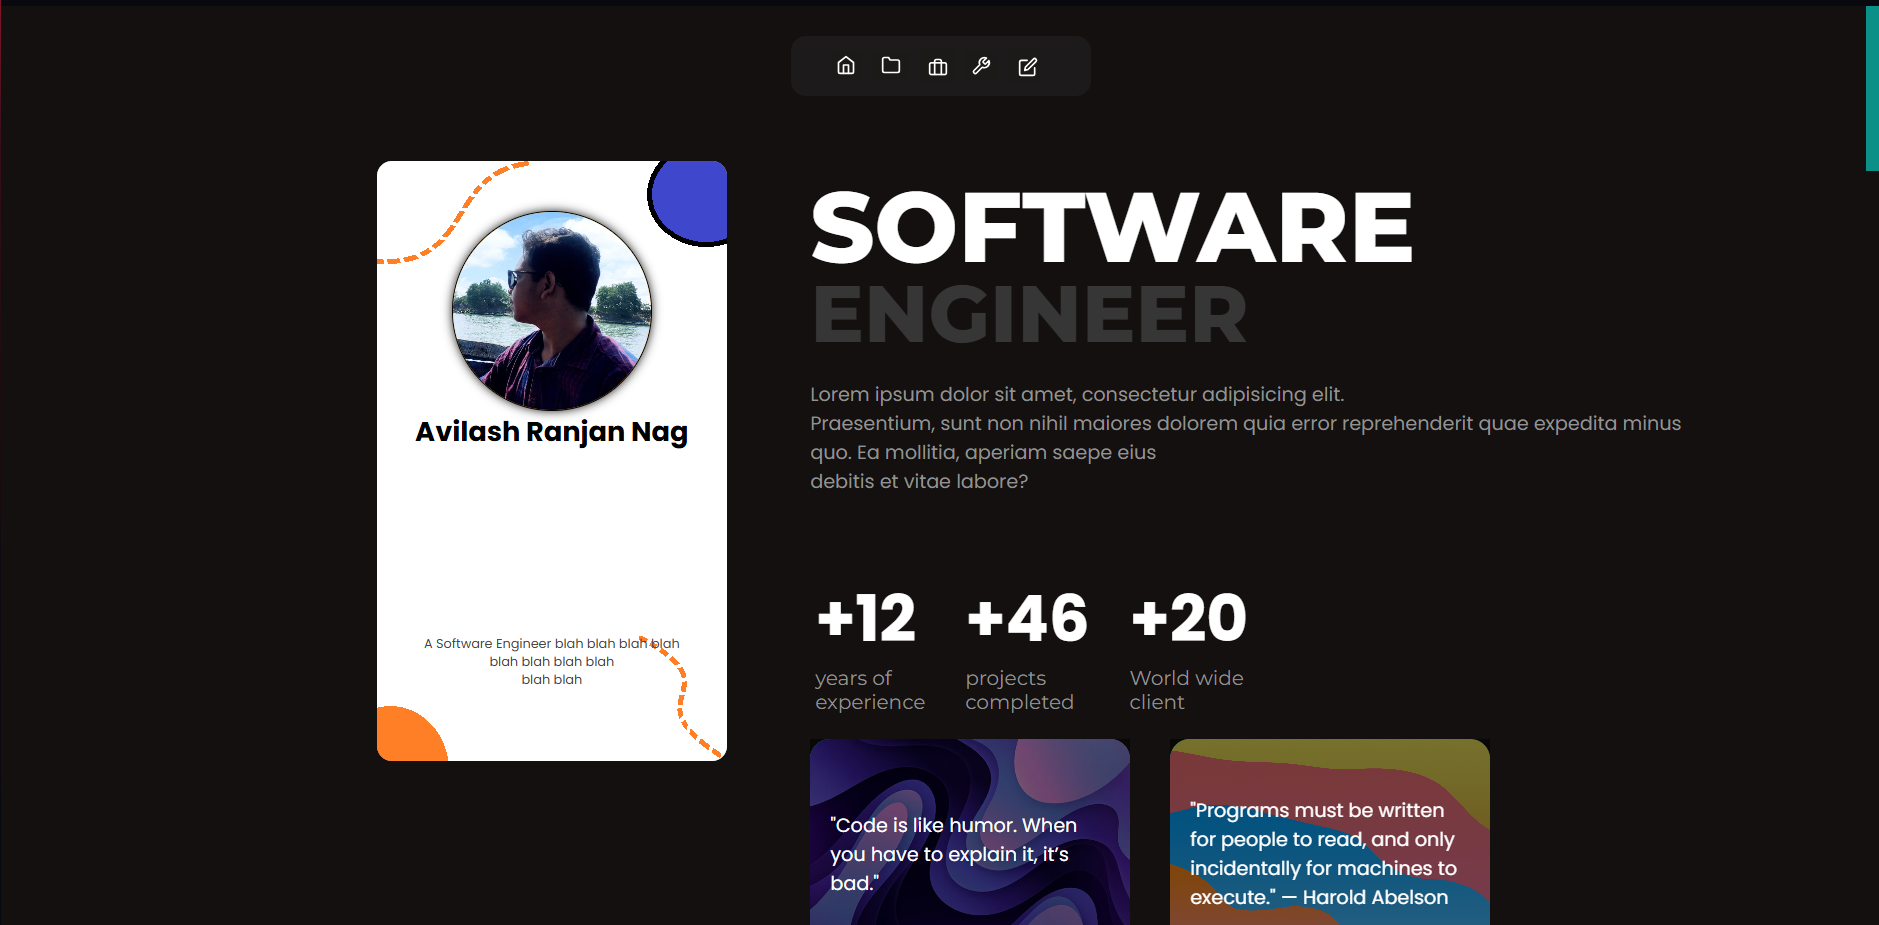 Avilash Ranjan Nag
A Software Engineer blah blah blah blah
blah blah blah blah
blah blah
SOFTWARE
ENGINEER
Lorem ipsum dolor sit amet, consectetur adipisicing elit.
Praesentium, sunt non nihil maiores dolorem quia error reprehenderit quae expedita minus
quo. Ea mollitia, aperiam saepe eius
debitis et vitae labore?
+12
years of
experience
+46
projects
completed
+20
World wide
client
"Code is like humor. When
you have to explain it, it’s
bad."
"Programs must be written
for people to read, and only
incidentally for machines to
execute." — Harold Abelson